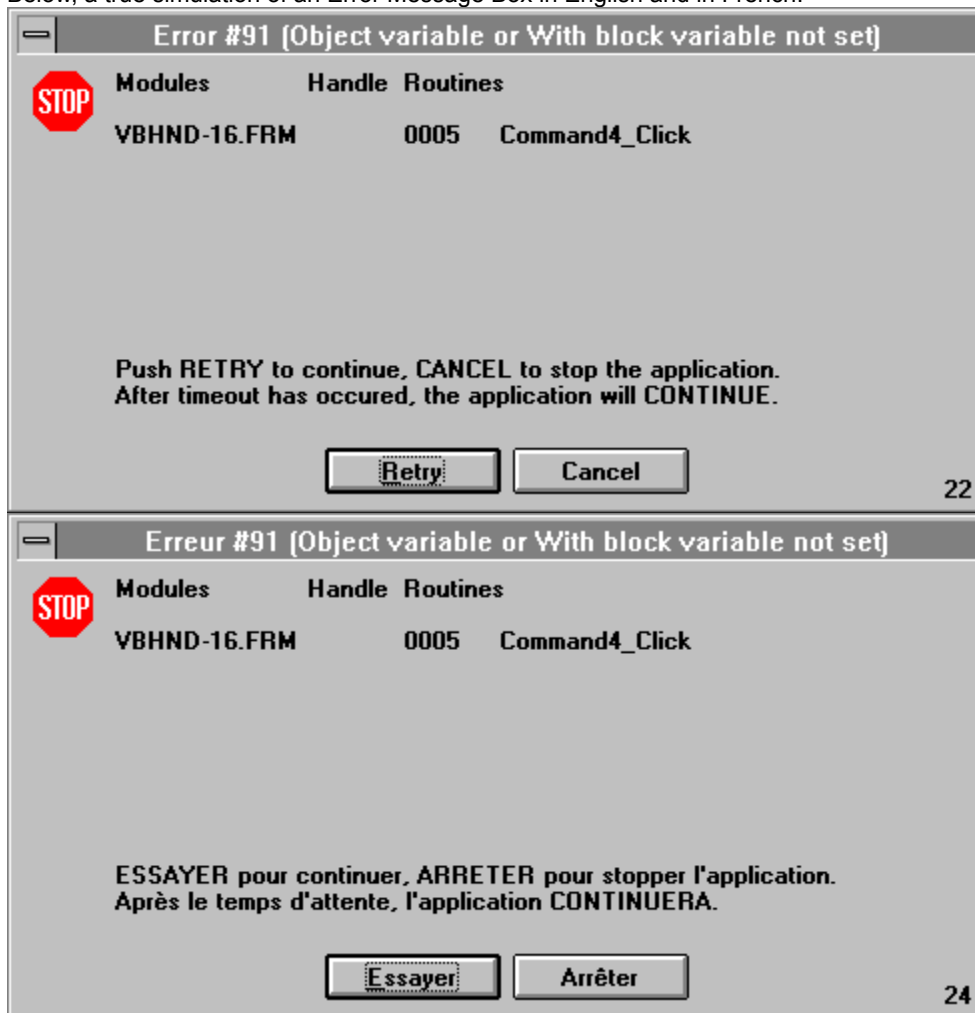 Below, a true simulation of an Error Message Box in English and in French.
Error #91 (Object variable or With block variable not set)
STOP
Modules Handle Routines
VBHND-16.FRM 0005 Command4_Click
Push RETRY to continue, CANCEL to stop the application.
After timeout has occured, the application will CONTINUE.
Retry Cancel
22
Erreur #91 (Object variable or With block variable not set)
STOP
Modules Handle Routines
VBHND-16.FRM 0005 Command4_Click
ESSAYER pour continuer, ARRETER pour stopper l'application.
Après le temps d'attente, l'application CONTINUERA.
Essayer Arrêter
24